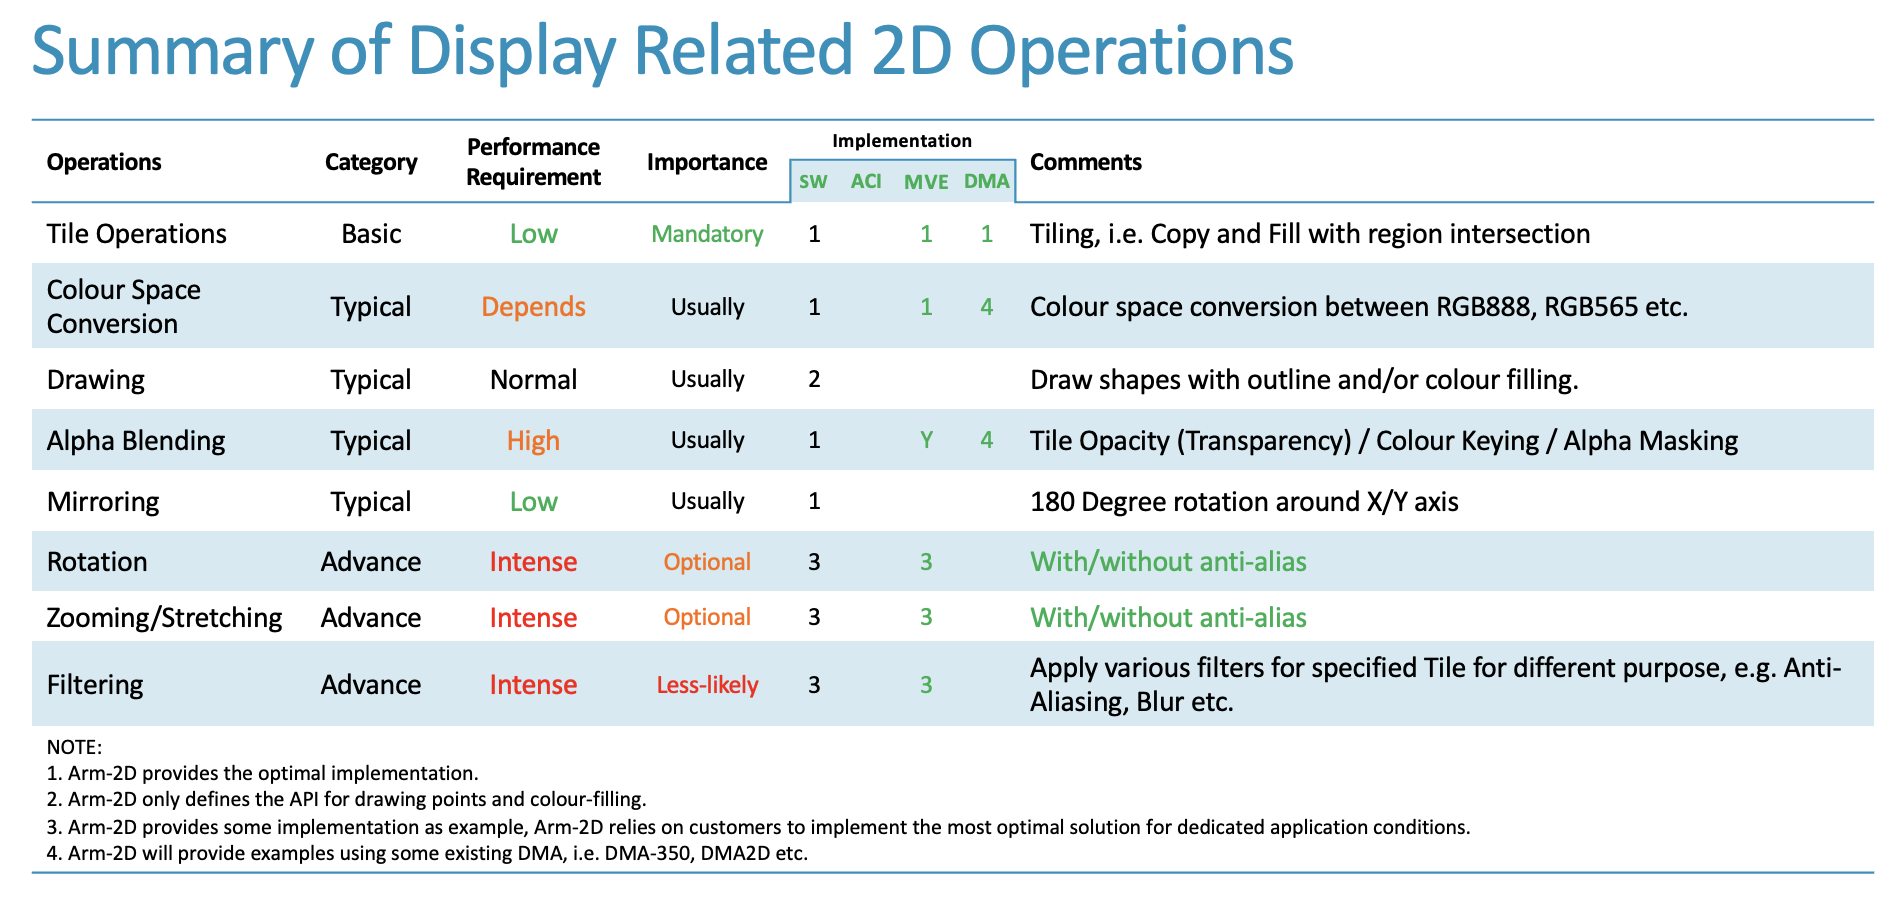 Summary of Display Related 2D Operations
Operations Category Performance Requirement Importance Implementation SW ACI MVE DMA Comments
Tile Operations Basic Low Mandatory 1 1 1 Tiling, i.e. Copy and Fill with region intersection
Colour Space Conversion Typical Depends Usually 1 1 4 Colour space conversion between RGB888, RGB565 etc.
Drawing Typical Normal Usually 2 Draw shapes with outline and/or colour filling.
Alpha Blending Typical High Usually 1 Y 4 Tile Opacity (Transparency) / Colour Keying / Alpha Masking
Mirroring Typical Low Usually 1 180 Degree rotation around X/Y axis
Rotation Advance Intense Optional 3 3 With/without anti-alias
Zooming/Stretching Advance Intense Optional 3 3 With/without anti-alias
Filtering Advance Intense Less-likely 3 3 Apply various filters for specified Tile for different purpose, e.g. Anti-
Aliasing, Blur etc.
NOTE:
1. Arm-2D provides the optimal implementation.
2. Arm-2D only defines the API for drawing points and colour-filling.
3. Arm-2D provides some implementation as example, Arm-2D relies on customers to implement the most optimal solution for dedicated application conditions.
4. Arm-2D will provide examples using some existing DMA, i.e. DMA-350, DMA2D etc.